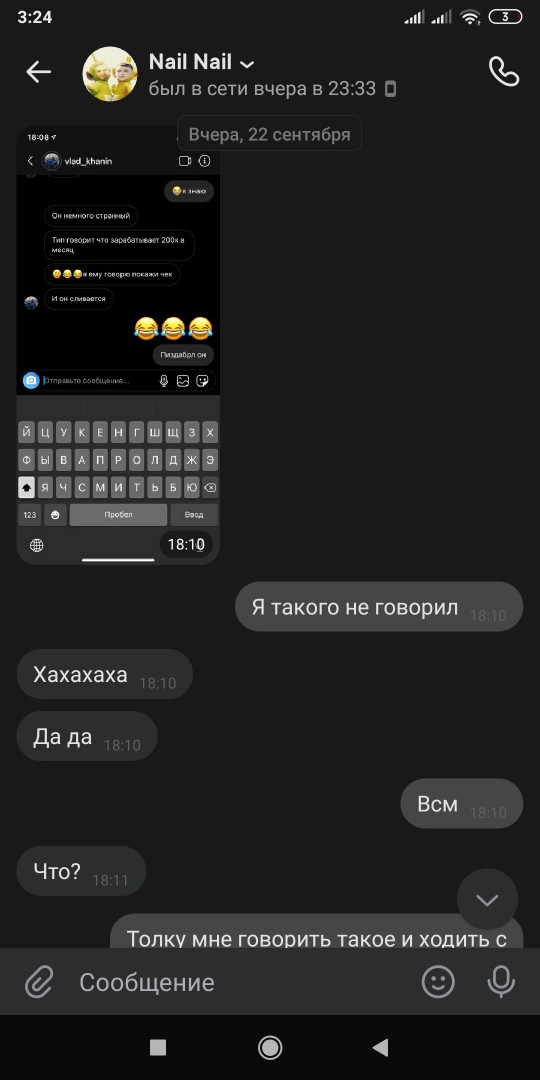 3:24
3
Nail Nail
был в сети вчера в 23:33
Вчера, 22 сентября
18:08
vlad_khanin
😂я знаю
Он немного странный
Тип говорит что зарабатывает 200к в
месяц
😂😂😂я ему говорю покажи чек
И он сливается
😂😂😂
Пиздабрл он
Отправьте сообщение...
Й Ц У К Е Н Г Ш Щ З Х
Ф Ы В А П Р О Л Д Ж Э
Я Ч С М И Т Ь Б Ю
123 Пробел Ввод
18:10
Я такого не говорил 18:10
Хахахаха 18:10
Да да 18:10
Всм 18:10
Что? 18:11
Толку мне говорить такое и ходить с
Сообщение